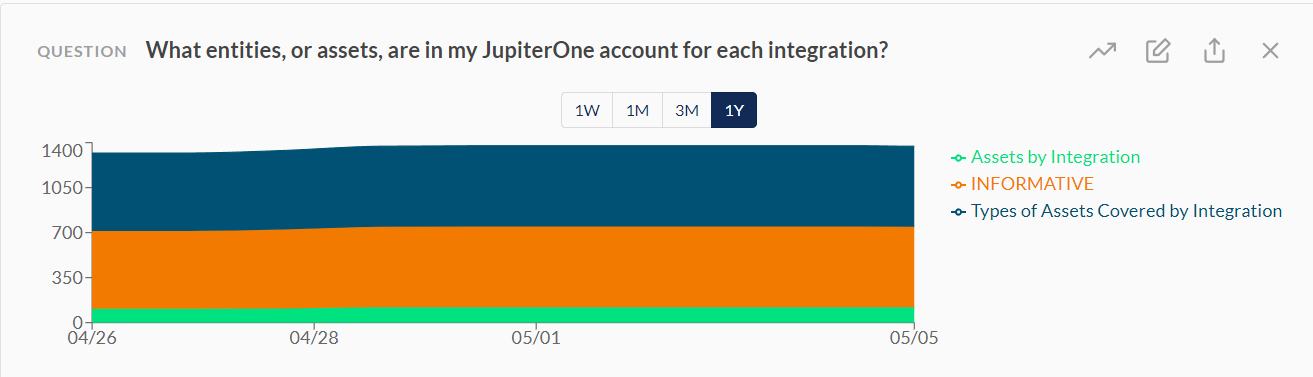 QUESTION What entities, or assets, are in my JupiterOne account for each integration?
1W 1M 3M 1Y
1400
1050
700
350
0
04/26 04/28 05/01 05/05
Assets by Integration
INFORMATIVE
Types of Assets Covered by Integration